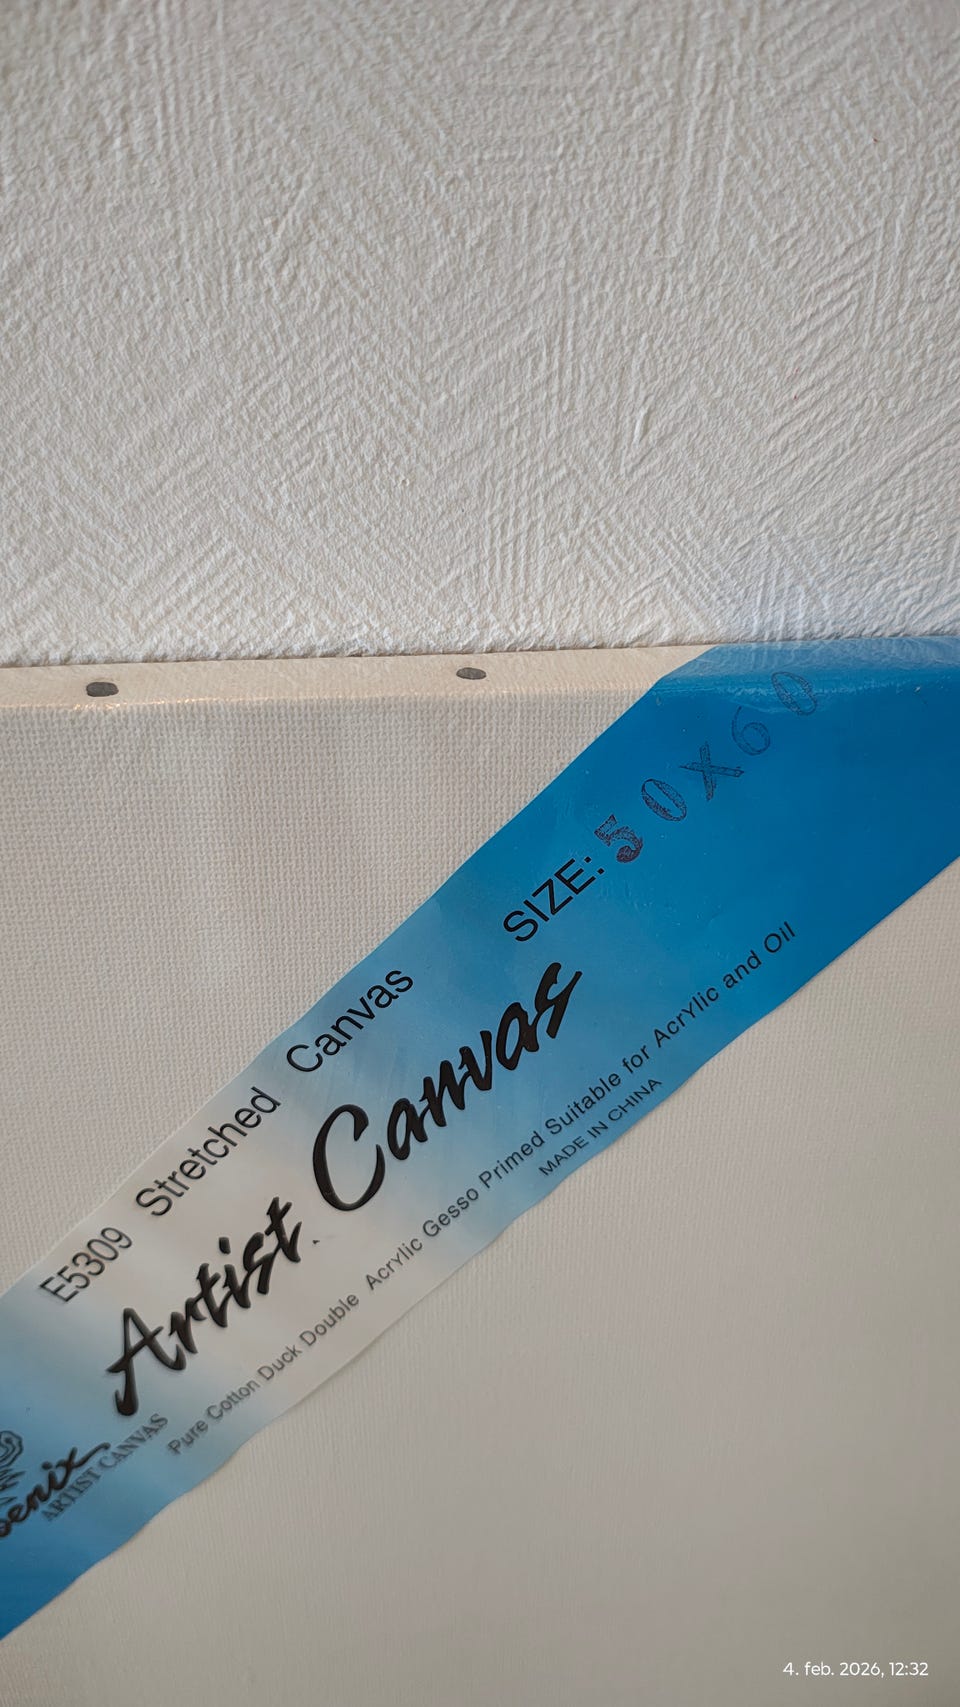 E5309 Stretched Canvas SIZE: 50X60
Artist Canvas
Pure Cotton Duck Double Acrylic Gesso Primed Suitable for Acrylic and Oil
MADE IN CHINA
ARTIST CANVAS
4. feb. 2026, 12:32